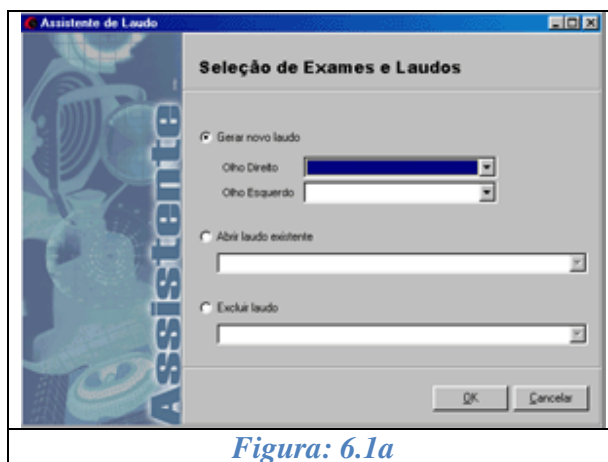 Assistente de Laudo
Assistente
Seleção de Exames e Laudos
Gerar novo laudo
Olho Direito
Olho Esquerdo
Abrir laudo existente
Excluir laudo
OK
Cancelar
Figura: 6.1a